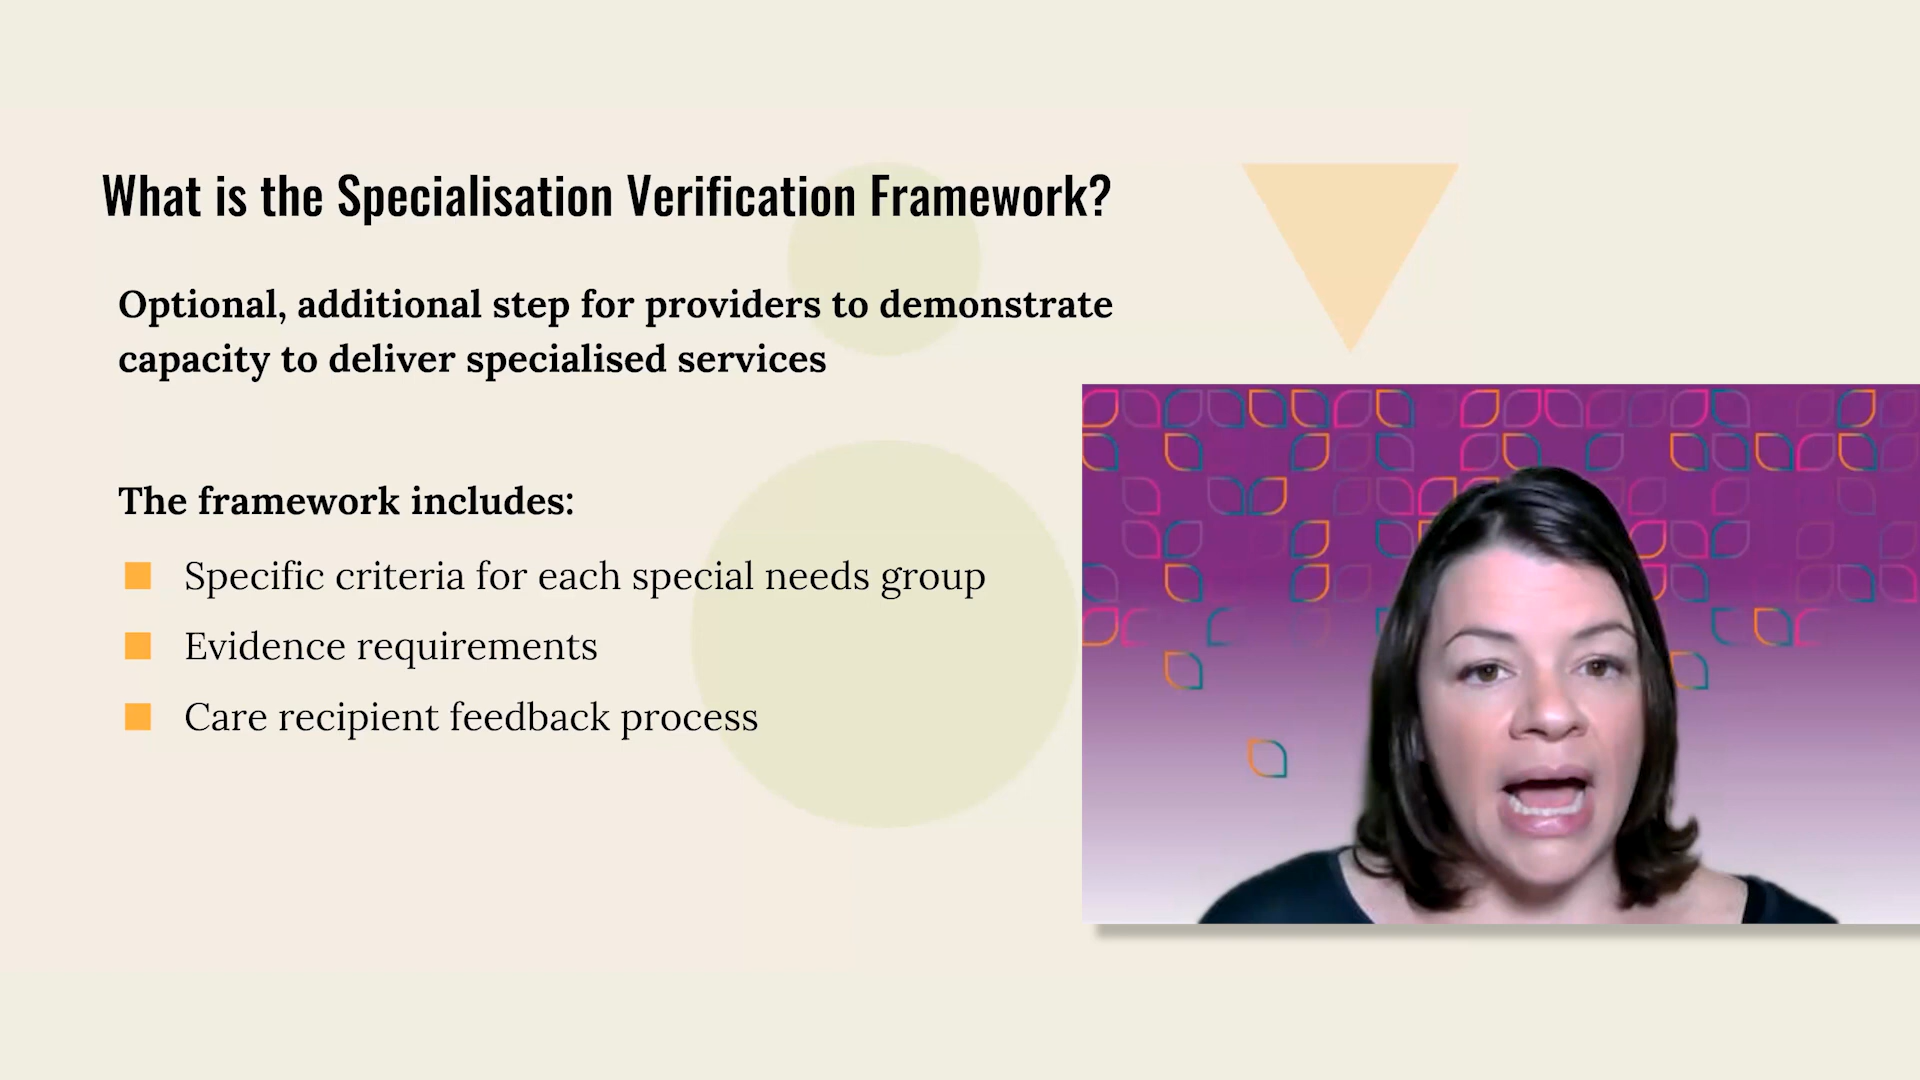 What is the Specialisation Verification Framework?
Optional, additional step for providers to demonstrate
capacity to deliver specialised services
The framework includes:
Specific criteria for each special needs group
Evidence requirements
Care recipient feedback process